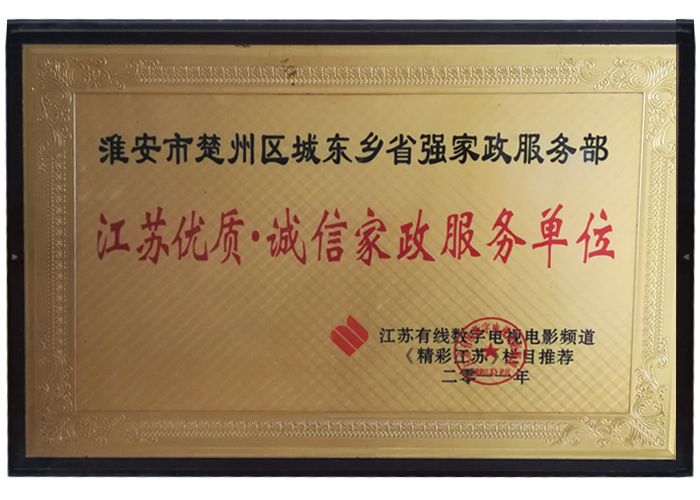 淮安市楚州区城东乡省强家政服务部
江苏优质·诚信家政服务单位
江苏有线数字电视电影频道
《精彩江苏》栏目推荐
二零一一年